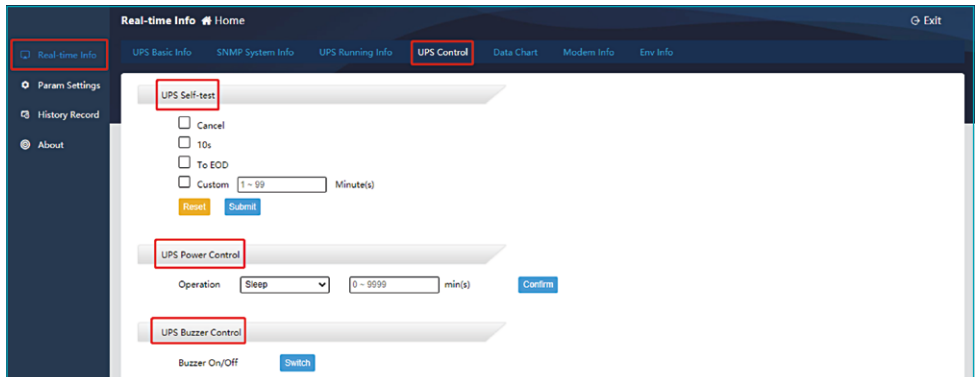 Real-time Info Home Exit
Real-time Info
Param Settings
History Record
About
UPS Basic Info SNMP System Info UPS Running Info UPS Control Data Chart Modem Info Env Info
UPS Self-test
Cancel
10s
To EOD
Custom 1 ~ 99 Minute(s)
Reset Submit
UPS Power Control
Operation Sleep 0 ~ 9999 min(s) Confirm
UPS Buzzer Control
Buzzer On/Off Switch